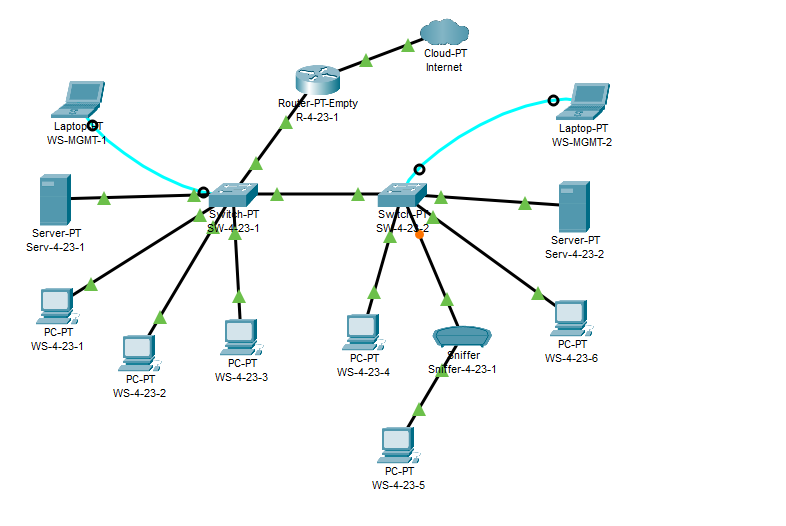 Cloud-PT
Internet
Router-PT-Empty
R-4-23-1
Laptop-PT
WS-MGMT-1
Laptop-PT
WS-MGMT-2
Switch-PT
SW-4-23-1
Switch-PT
SW-4-23-2
Server-PT
Serv-4-23-1
Server-PT
Serv-4-23-2
PC-PT
WS-4-23-1
PC-PT
WS-4-23-2
PC-PT
WS-4-23-3
PC-PT
WS-4-23-4
Sniffer
Sniffer-4-23-1
PC-PT
WS-4-23-6
PC-PT
WS-4-23-5